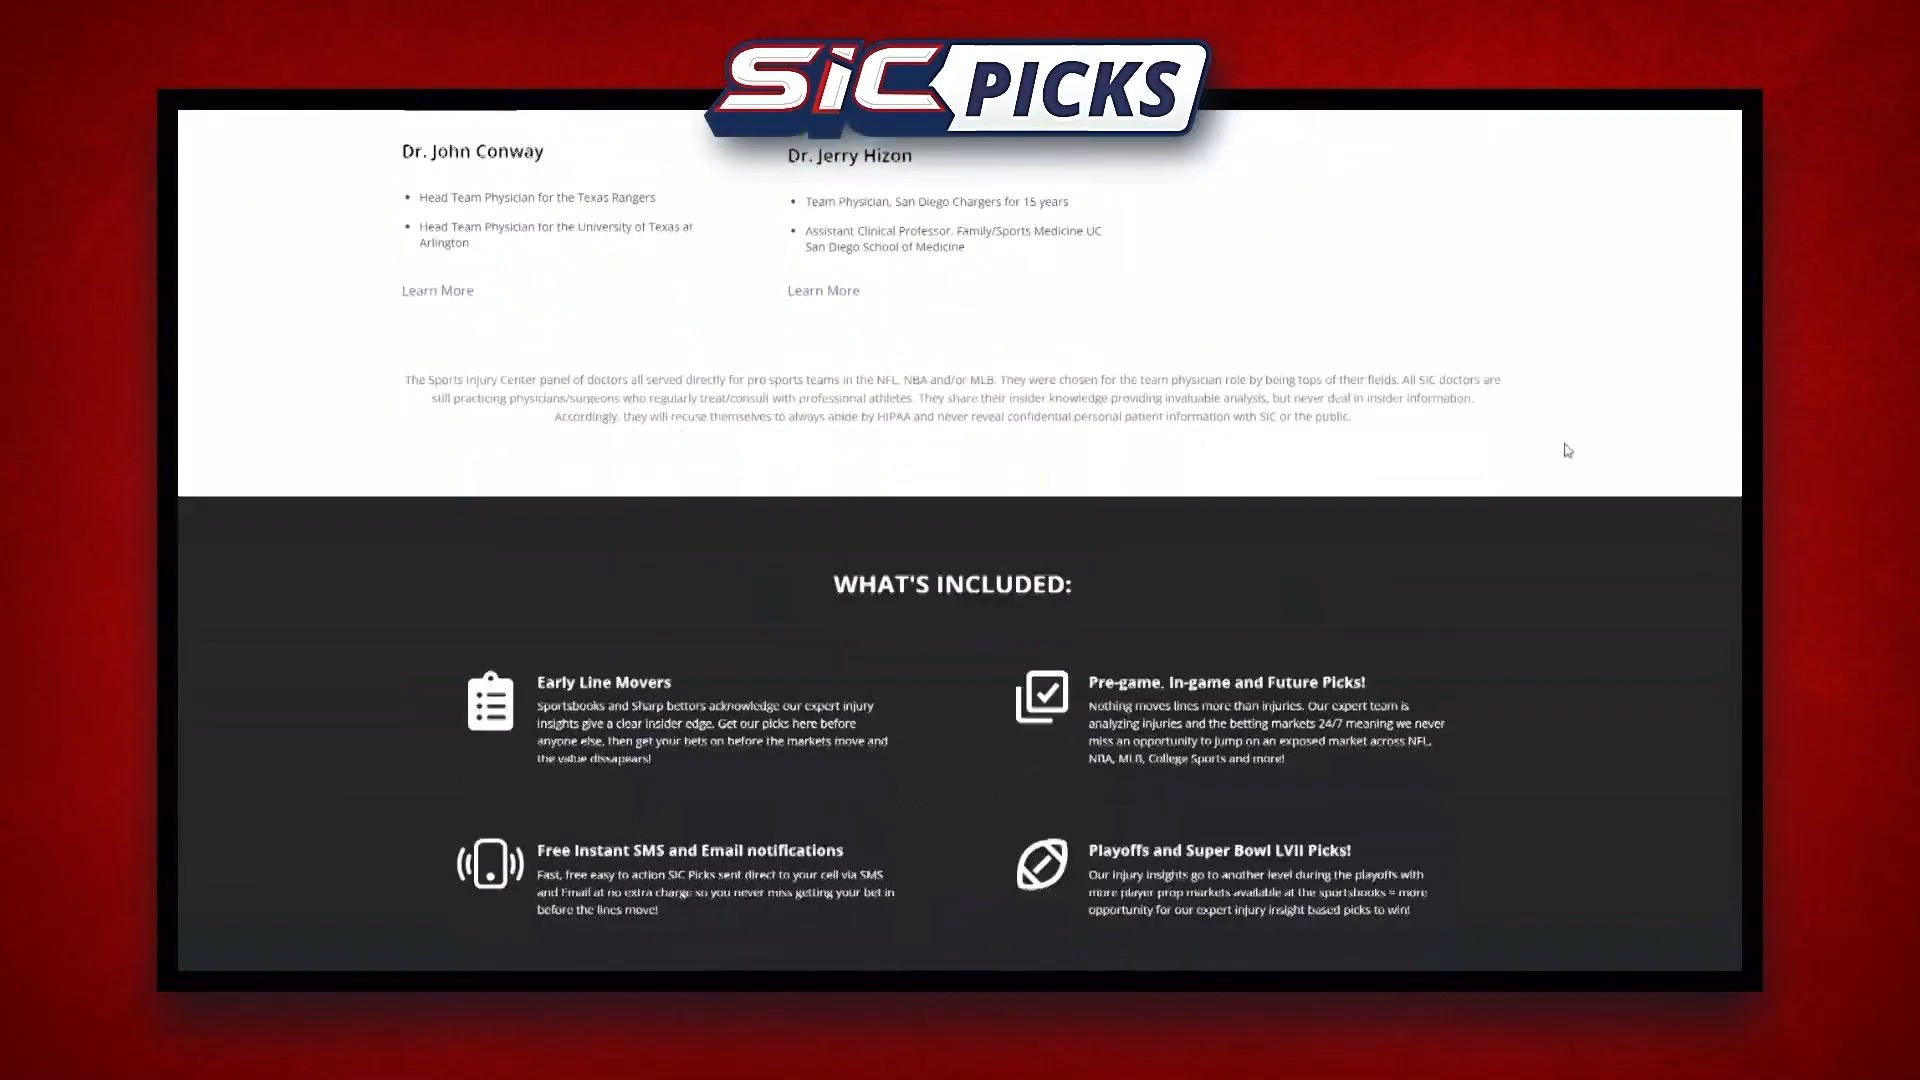 SiC PICKS
Dr. John Conway
• Head Team Physician for the Texas Rangers
• Head Team Physician for the University of Texas at
Arlington
Learn More
Dr. Jerry Hizon
• Team Physician, San Diego Chargers for 15 years
• Assistant Clinical Professor, Family/Sports Medicine UC
San Diego School of Medicine
Learn More
The Sports Injury Center panel of doctors all served directly for pro sports teams in the NFL, NBA and/or MLB. They were chosen for the team physician role by being tops of their fields. All SIC doctors are
still practicing physicians/surgeons who regularly treat/consult with professional athletes. They share their insider knowledge providing invaluable analysis, but never deal in insider information.
Accordingly, they will recuse themselves to always abide by HIPAA and never reveal confidential personal patient information with SIC or the public.
WHAT'S INCLUDED:
Early Line Movers
Sportsbooks and Sharp bettors acknowledge our expert injury
insights give a clear insider edge. Get our picks here before
anyone else, then get your bets on before the markets move and
the value dissapears!
Pre-game, In-game and Future Picks!
Nothing moves lines more than injuries. Our expert team is
analyzing injuries and the betting markets 24/7 meaning we never
miss an opportunity to jump on an exposed market across NFL,
NBA, MLB, College Sports and more!
Free Instant SMS and Email notifications
Fast, free easy to action SIC Picks sent direct to your cell via SMS
and Email at no extra charge so you never miss getting your bet in
before the lines move!
Playoffs and Super Bowl LVII Picks!
Our injury insights go to another level during the playoffs with
more player prop markets available at the sportsbooks = more
opportunity for our expert injury insight based picks to win!